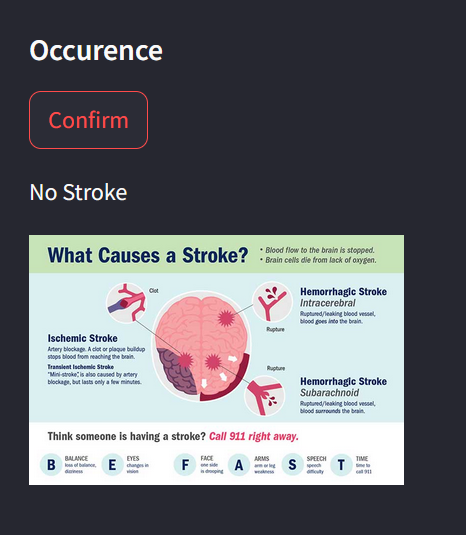 Occurence
Confirm
No Stroke
What Causes a Stroke?
• Blood flow to the brain is stopped.
• Brain cells die from lack of oxygen.
Clot
Hemorrhagic Stroke
Intracerebral
Ruptured/leaking blood vessel,
blood goes into the brain.
Rupture
Ischemic Stroke
Artery blockage. A clot or plaque buildup
stops blood from reaching the brain.
Transient Ischemic Stroke
"Mini-stroke", is also caused by artery
blockage, but lasts only a few minutes.
Rupture
Hemorrhagic Stroke
Subarachnoid
Ruptured/leaking blood vessel,
blood surrounds the brain.
Think someone is having a stroke? Call 911 right away.
B BALANCE
loss of balance,
dizziness
E EYES
changes in
vision
F FACE
one side
is drooping
A ARMS
arm or leg
weakness
S SPEECH
speech
difficulty
T TIME
time to
call 911